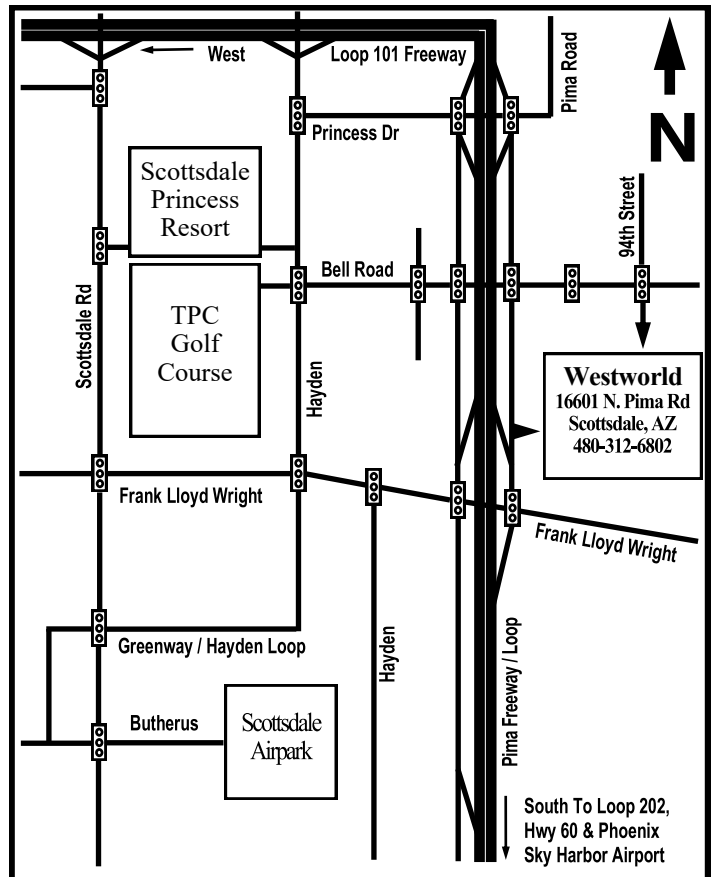 West
Loop 101 Freeway
Pima Road
N
Princess Dr
Scottsdale
Princess
Resort
94th Street
Bell Road
Scottsdale Rd
TPC
Golf
Course
Hayden
Westworld
16601 N. Pima Rd
Scottsdale, AZ
480-312-6802
Frank Lloyd Wright
Frank Lloyd Wright
Greenway / Hayden Loop
Hayden
Pima Freeway / Loop
Butherus
Scottsdale
Airpark
South To Loop 202,
Hwy 60 & Phoenix
Sky Harbor Airport